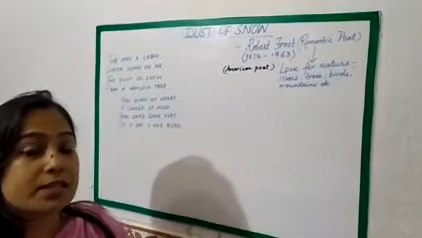 DUST OF SNOW
- Robert Frost (Romantic Poet)
(1874 - 1963)
(American poet) Love for nature -
trees, birds,
mountains etc
THE WAY A CROW
SHOOK DOWN ON ME
THE DUST OF SNOW
FROM A HEMLOCK TREE
HAS GIVEN MY HEART
A CHANGE OF MOOD
AND SAVED SOME PART
OF A DAY I HAD RUED.